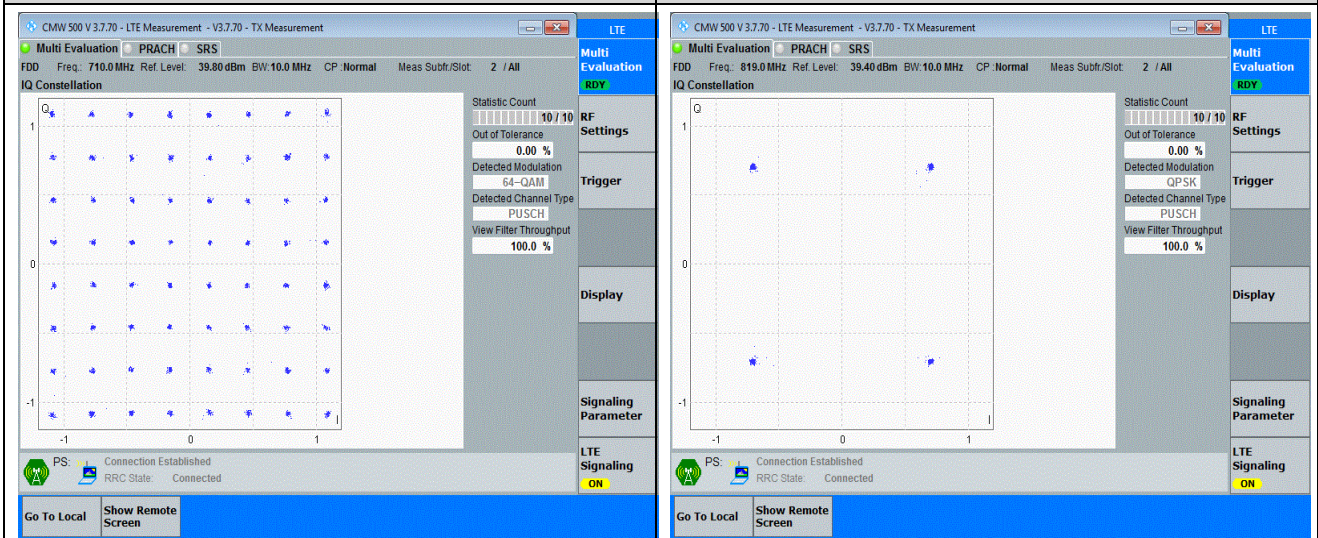 CMW 500 V 3.7.70 - LTE Measurement - V3.7.70 - TX Measurement
LTE
Multi Evaluation PRACH SRS
Multi
Evaluation
RDY
FDD Freq.: 710.0 MHz Ref. Level: 39.80 dBm BW: 10.0 MHz CP :Normal Meas Subfr./Slot: 2 / All
IQ Constellation
Q
1
0
-1
-1
0
1
I
Statistic Count
10 / 10
Out of Tolerance
0.00 %
Detected Modulation
64-QAM
Detected Channel Type
PUSCH
View Filter Throughput
100.0 %
RF
Settings
Trigger
Display
Signaling
Parameter
LTE
Signaling
ON
PS: Connection Established
RRC State: Connected
Go To Local
Show Remote
Screen
CMW 500 V 3.7.70 - LTE Measurement - V3.7.70 - TX Measurement
LTE
Multi Evaluation PRACH SRS
Multi
Evaluation
RDY
FDD Freq.: 819.0 MHz Ref. Level: 39.40 dBm BW: 10.0 MHz CP :Normal Meas Subfr./Slot: 2 / All
IQ Constellation
Q
1
0
-1
-1
0
1
I
Statistic Count
10 / 10
Out of Tolerance
0.00 %
Detected Modulation
QPSK
Detected Channel Type
PUSCH
View Filter Throughput
100.0 %
RF
Settings
Trigger
Display
Signaling
Parameter
LTE
Signaling
ON
PS: Connection Established
RRC State: Connected
Go To Local
Show Remote
Screen